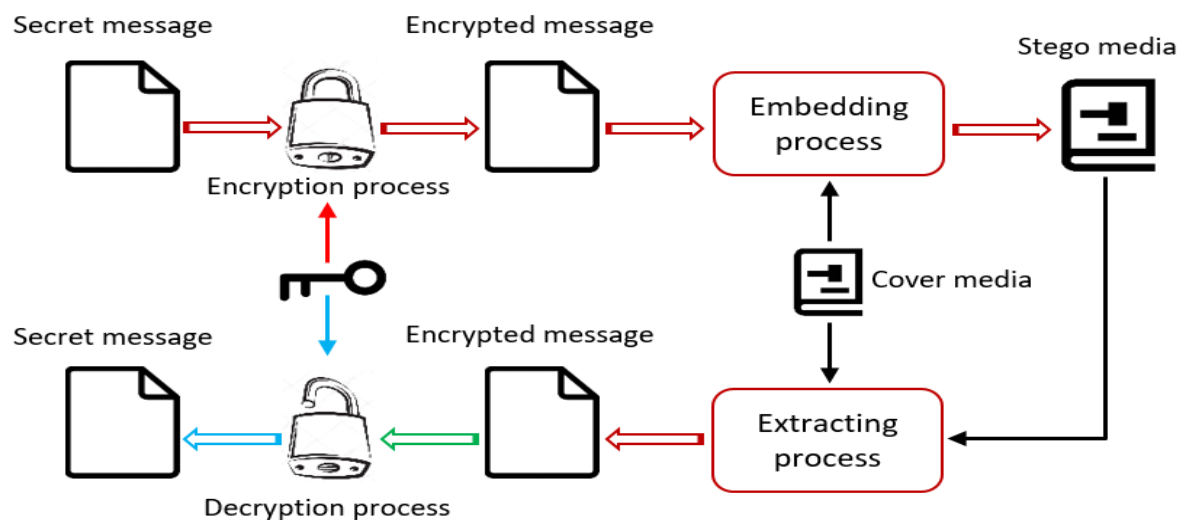 Secret message
Encrypted message
Stego media
Embedding
process
Encryption process
Cover media
Secret message
Encrypted message
Extracting
process
Decryption process